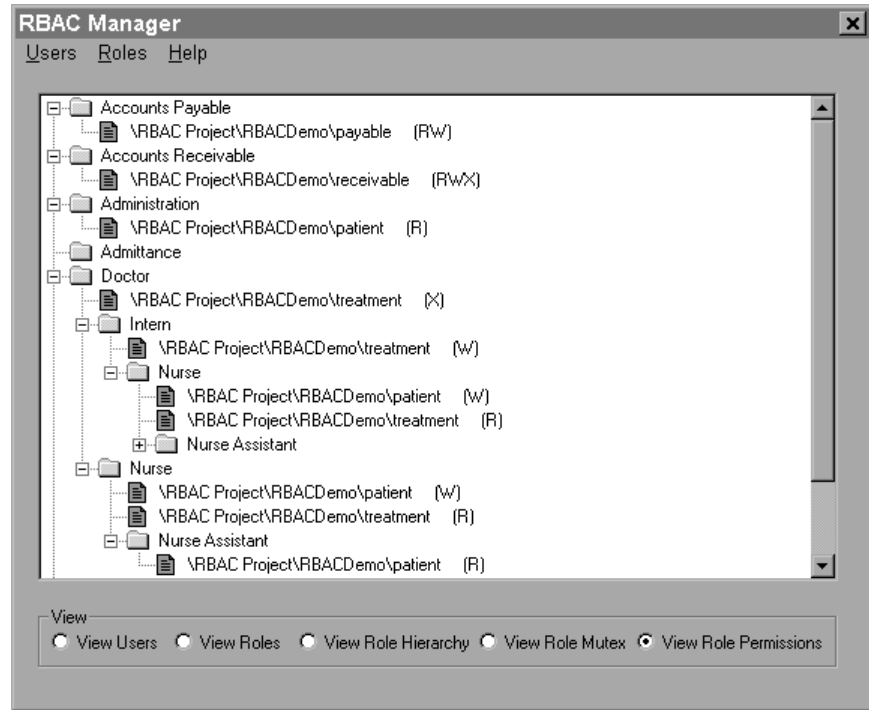 RBAC Manager
Users Roles Help
Accounts Payable
\RBAC Project\RBACDemo\payable (RW)
Accounts Receivable
\RBAC Project\RBACDemo\receivable (RWX)
Administration
\RBAC Project\RBACDemo\patient (R)
Admittance
Doctor
\RBAC Project\RBACDemo\treatment (X)
Intern
\RBAC Project\RBACDemo\treatment (W)
Nurse
\RBAC Project\RBACDemo\patient (W)
\RBAC Project\RBACDemo\treatment (R)
Nurse Assistant
Nurse
\RBAC Project\RBACDemo\patient (W)
\RBAC Project\RBACDemo\treatment (R)
Nurse Assistant
\RBAC Project\RBACDemo\patient (R)
View
View Users View Roles View Role Hierarchy View Role Mutex View Role Permissions